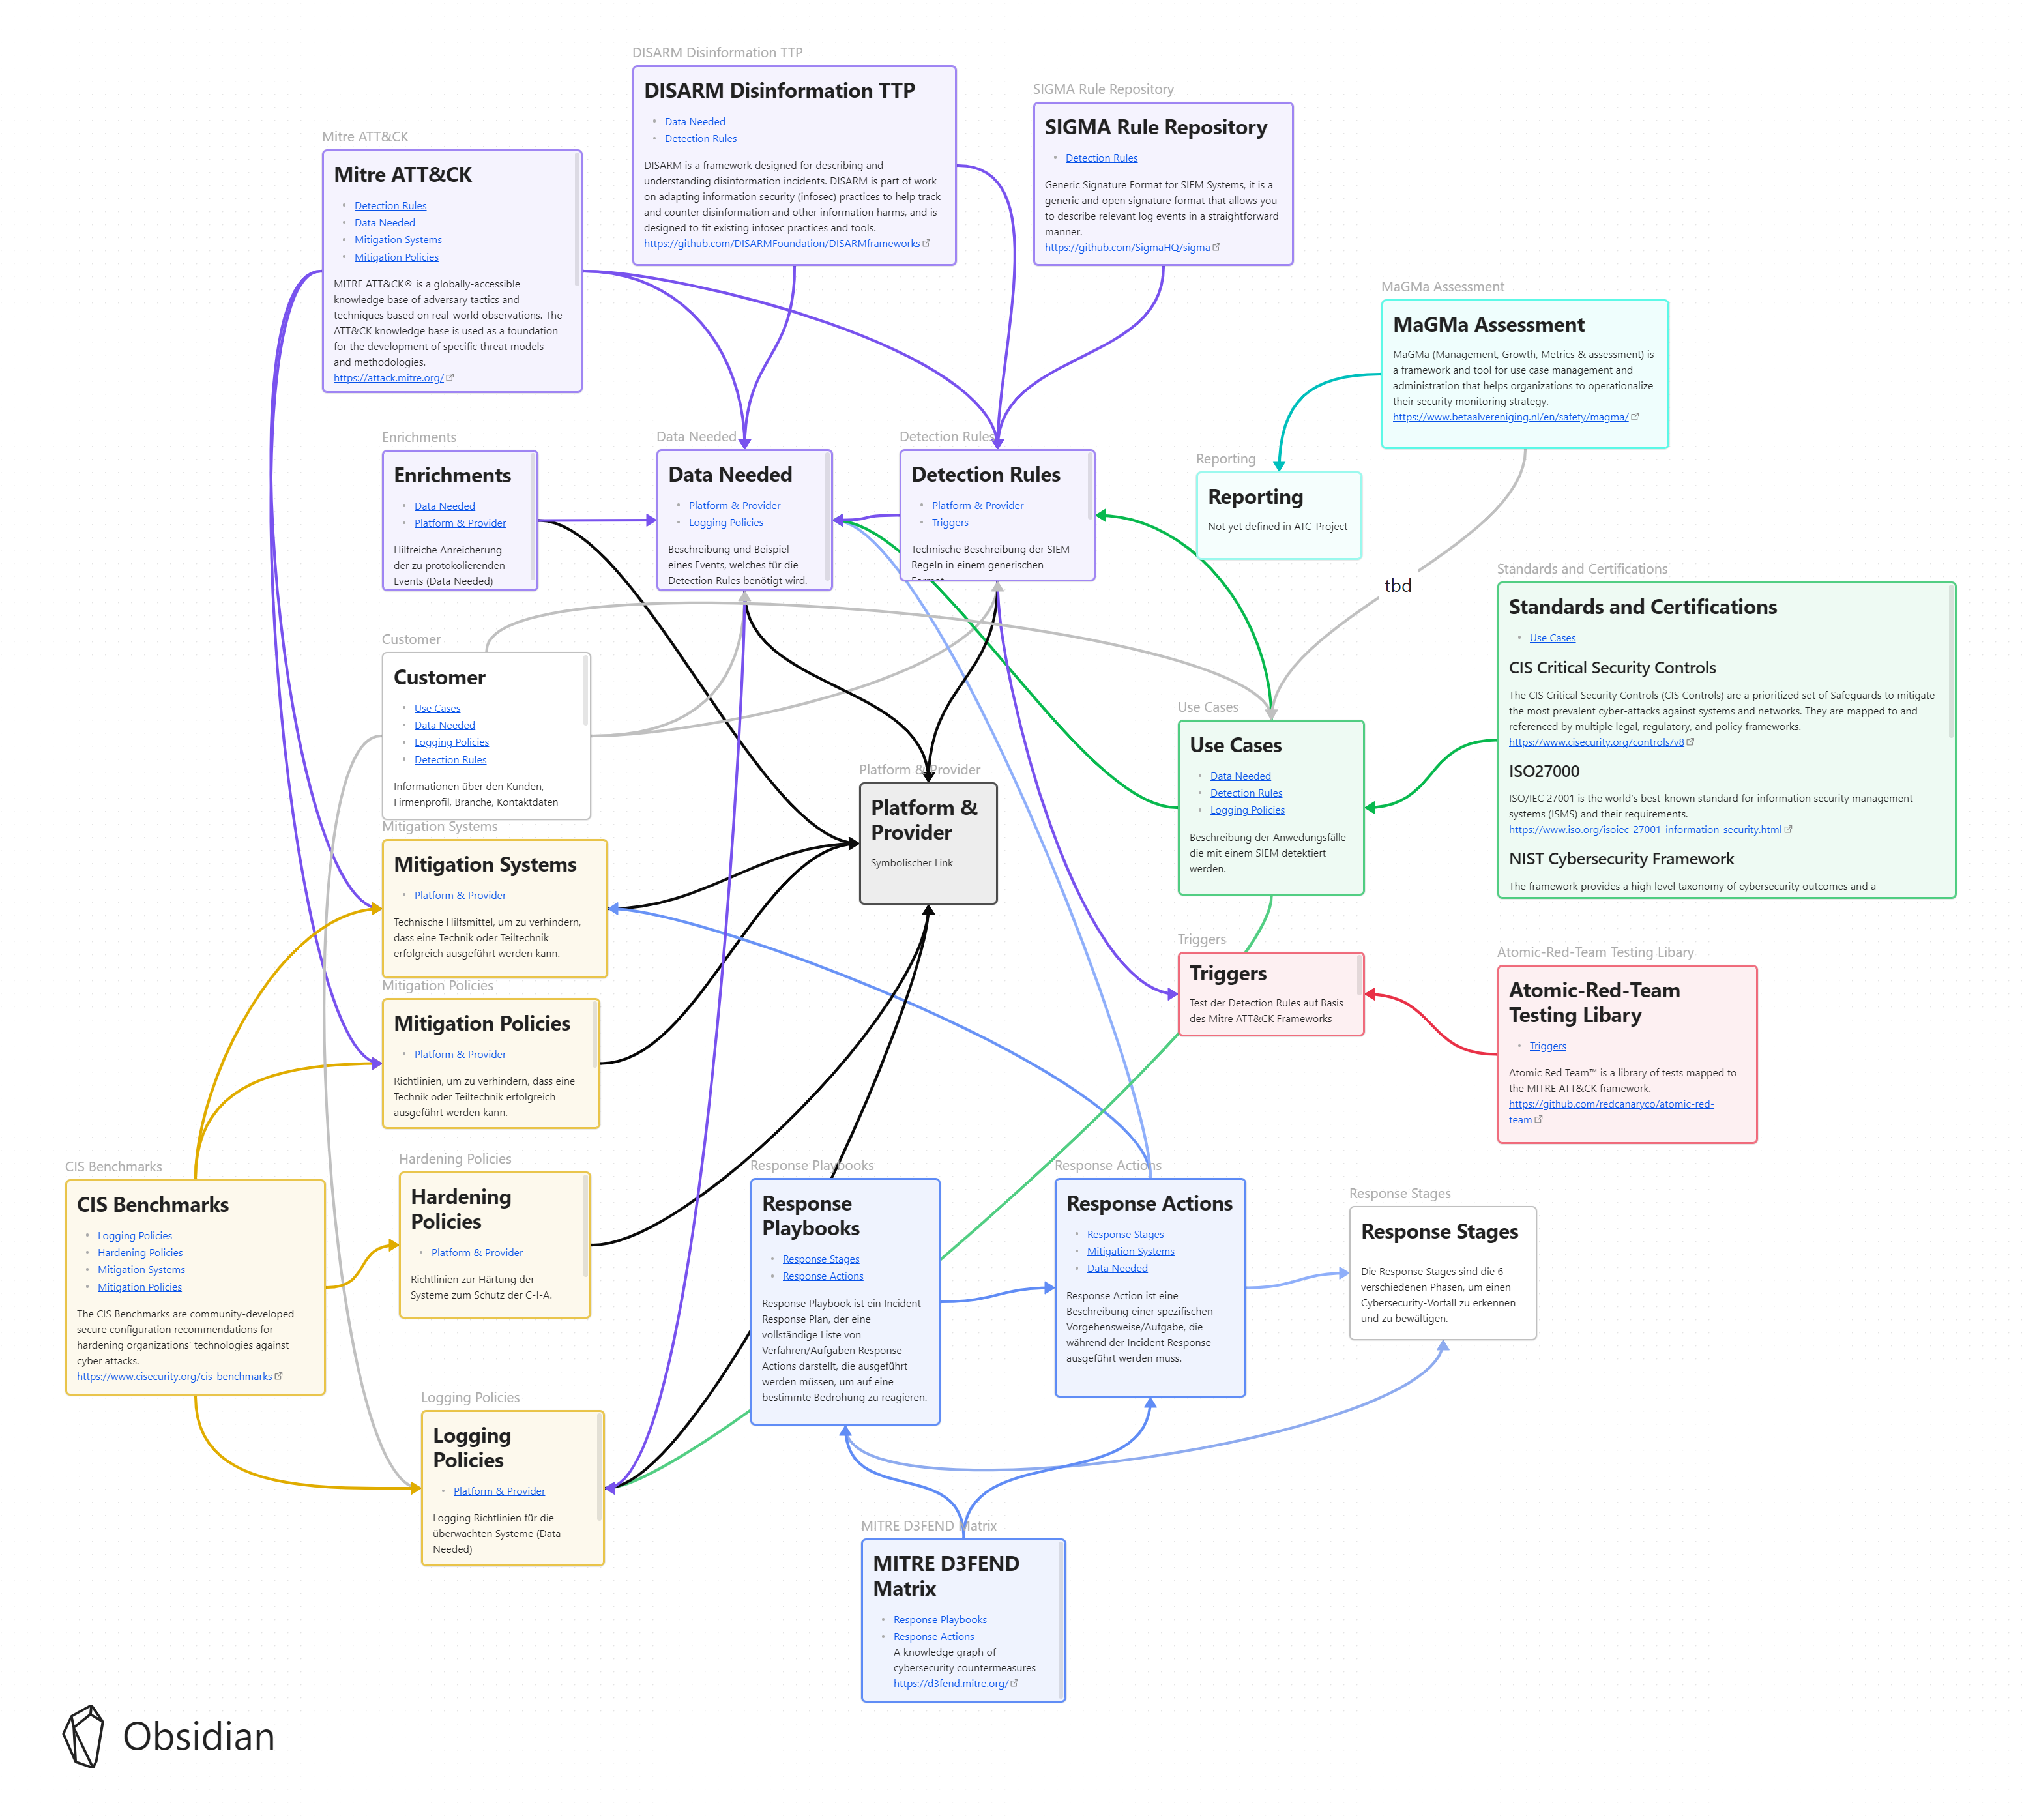 DISARM Disinformation TTP
DISARM Disinformation TTP
Data Needed
Detection Rules
DISARM is a framework designed for describing and
understanding disinformation incidents. DISARM is part of work
on adapting information security (infosec) practices to help track
and counter disinformation and other information harms, and is
designed to fit existing infosec practices and tools.
https://github.com/DISARMFoundation/DISARMframeworks
SIGMA Rule Repository
SIGMA Rule Repository
Detection Rules
Generic Signature Format for SIEM Systems, it is a
generic and open signature format that allows you
to describe relevant log events in a straightforward
manner.
https://github.com/SigmaHQ/sigma
Mitre ATT&CK
Mitre ATT&CK
Detection Rules
Data Needed
Mitigation Systems
Mitigation Policies
MITRE ATT&CK® is a globally-accessible
knowledge base of adversary tactics and
techniques based on real-world observations. The
ATT&CK knowledge base is used as a foundation
for the development of specific threat models
and methodologies.
https://attack.mitre.org/
MaGMa Assessment
MaGMa Assessment
MaGMa (Management, Growth, Metrics & assessment) is
a framework and tool for use case management and
administration that helps organizations to operationalize
their security monitoring strategy.
https://www.betaalvereniging.nl/en/safety/magma/
Enrichments
Enrichments
Data Needed
Platform & Provider
Hilfreiche Anreicherung
der zu protokolierenden
Events (Data Needed)
Data Needed
Data Needed
Platform & Provider
Logging Policies
Beschreibung und Beispiel
eines Events, welches für die
Detection Rules benötigt wird.
Detection Rules
Detection Rules
Platform & Provider
Triggers
Technische Beschreibung der SIEM
Regeln in einem generischen
Format
Reporting
Reporting
Not yet defined in ATC-Project
tbd
Standards and Certifications
Standards and Certifications
Use Cases
CIS Critical Security Controls
The CIS Critical Security Controls (CIS Controls) are a prioritized set of Safeguards to mitigate
the most prevalent cyber-attacks against systems and networks. They are mapped to and
referenced by multiple legal, regulatory, and policy frameworks.
https://www.cisecurity.org/controls/v8
ISO27000
ISO/IEC 27001 is the world's best-known standard for information security management
systems (ISMS) and their requirements.
https://www.iso.org/isoiec-27001-information-security.html
NIST Cybersecurity Framework
The framework provides a high level taxonomy of cybersecurity outcomes and a
Customer
Customer
Use Cases
Data Needed
Logging Policies
Detection Rules
Informationen über den Kunden,
Firmenprofil, Branche, Kontaktdaten
Use Cases
Use Cases
Data Needed
Detection Rules
Logging Policies
Beschreibung der Anwedungsfälle
die mit einem SIEM detektiert
werden.
Platform & Provider
Platform &
Provider
Symbolischer Link
Mitigation Systems
Mitigation Systems
Platform & Provider
Technische Hilfsmittel, um zu verhindern,
dass eine Technik oder Teiltechnik
erfolgreich ausgeführt werden kann.
Triggers
Triggers
Test der Detection Rules auf Basis
des Mitre ATT&CK Frameworks
Atomic-Red-Team Testing Libary
Atomic-Red-Team
Testing Libary
Triggers
Atomic Red Team™ is a library of tests mapped to
the MITRE ATT&CK framework.
https://github.com/redcanaryco/atomic-red-
team
Mitigation Policies
Mitigation Policies
Platform & Provider
Richtlinien, um zu verhindern, dass eine
Technik oder Teiltechnik erfolgreich
ausgeführt werden kann.
CIS Benchmarks
CIS Benchmarks
Logging Policies
Hardening Policies
Mitigation Systems
Mitigation Policies
The CIS Benchmarks are community-developed
secure configuration recommendations for
hardening organizations' technologies against
cyber attacks.
https://www.cisecurity.org/cis-benchmarks
Hardening Policies
Hardening
Policies
Platform & Provider
Richtlinien zur Härtung der
Systeme zum Schutz der C-I-A.
Response Playbooks
Response
Playbooks
Response Stages
Response Actions
Response Playbook ist ein Incident
Response Plan, der eine
vollständige Liste von
Verfahren/Aufgaben Response
Actions darstellt, die ausgeführt
werden müssen, um auf eine
bestimmte Bedrohung zu reagieren.
Response Actions
Response Actions
Response Stages
Mitigation Systems
Data Needed
Response Action ist eine
Beschreibung einer spezifischen
Vorgehensweise/Aufgabe, die
während der Incident Response
ausgeführt werden muss.
Response Stages
Response Stages
Die Response Stages sind die 6
verschiedenen Phasen, um einen
Cybersecurity-Vorfall zu erkennen
und zu bewältigen.
Logging Policies
Logging
Policies
Platform & Provider
Logging Richtlinien für die
überwachten Systeme (Data
Needed)
MITRE D3FEND Matrix
MITRE D3FEND
Matrix
Response Playbooks
Response Actions
A knowledge graph of
cybersecurity countermeasures
https://d3fend.mitre.org/
Obsidian